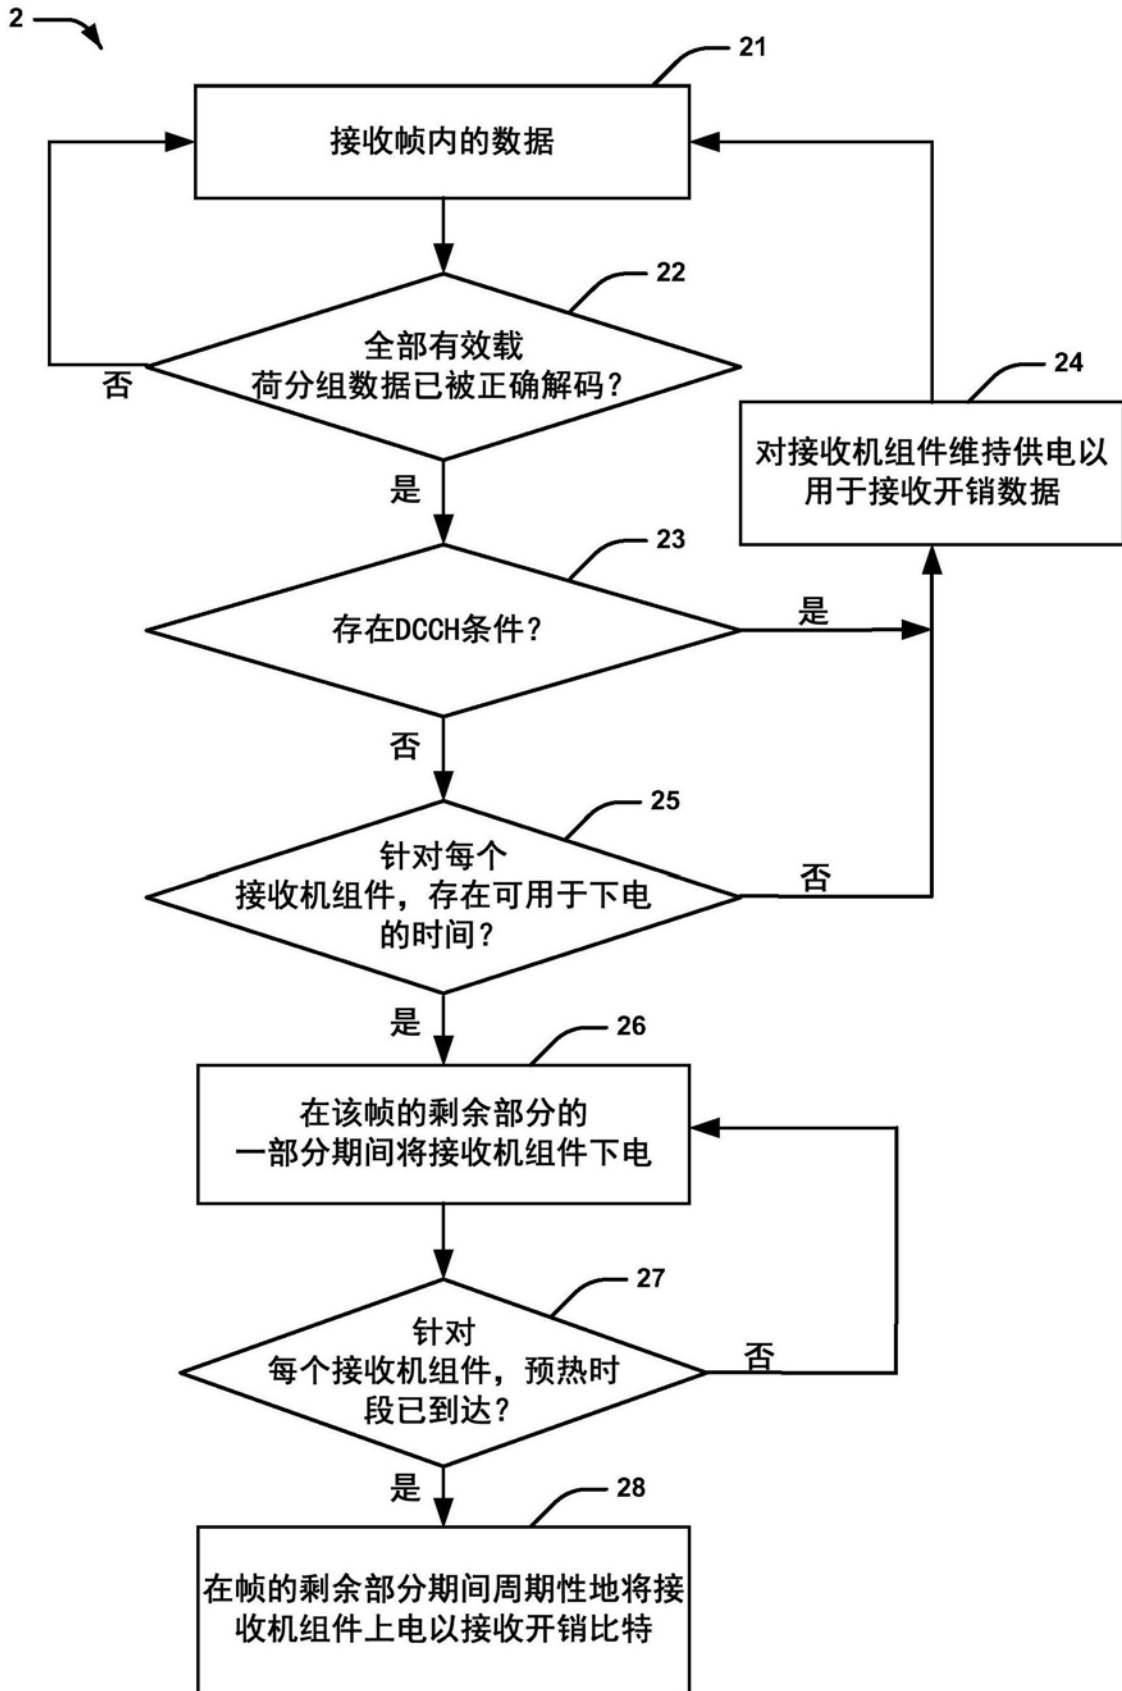 2
21
接收帧内的数据
22
全部有效载
荷分组数据已被正确解码？
否
24
对接收机组件维持供电以
用于接收开销数据
是
23
存在DCCH条件？
是
否
25
针对每个
接收机组件，存在可用于下电
的时间？
否
是
26
在该帧的剩余部分的
一部分期间将接收机组件下电
27
针对
每个接收机组件，预热时
段已到达？
否
是
28
在帧的剩余部分期间周期性地将接
收机组件上电以接收开销比特